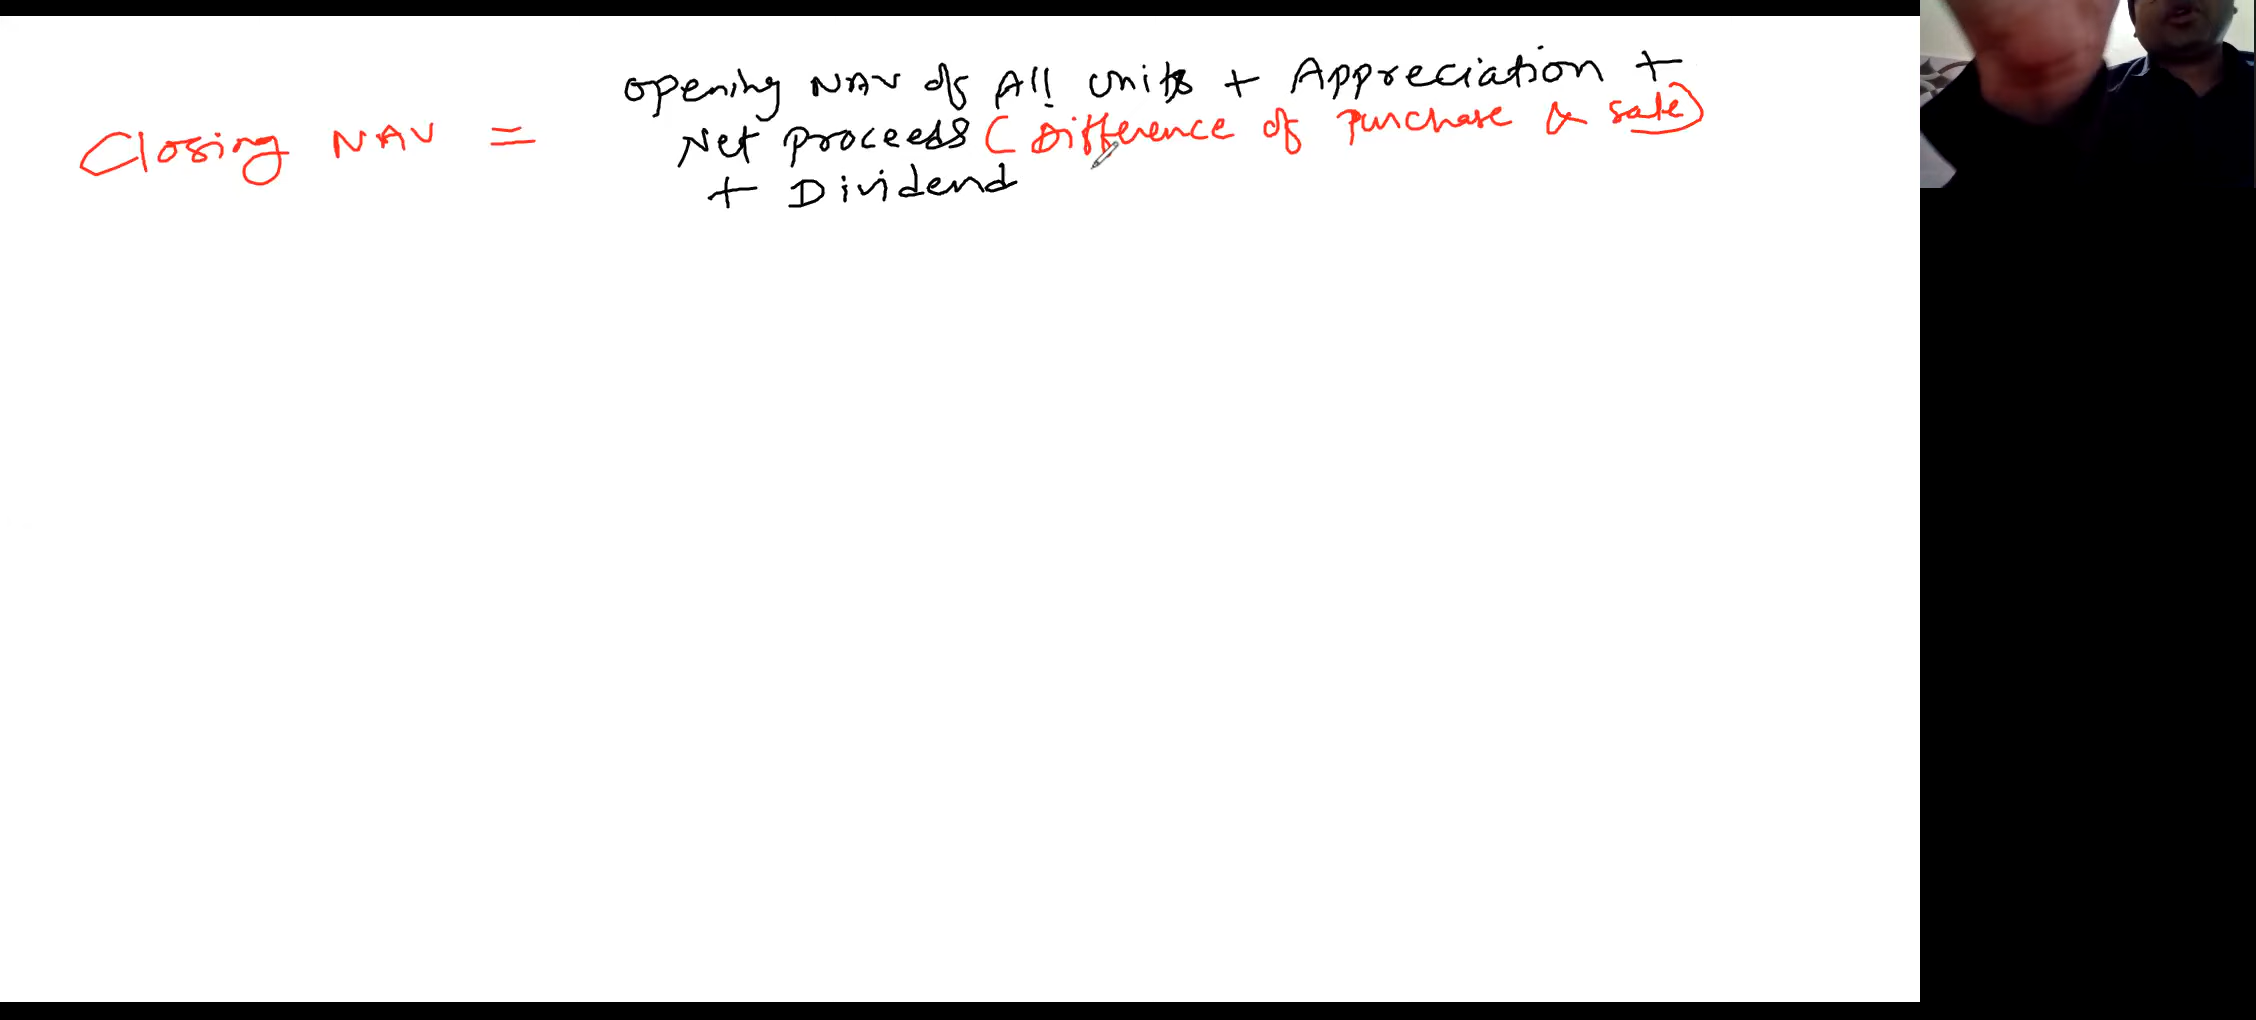 opening NAV of All units + Appreciation +
Closing NAV = Net proceeds ( Difference of purchase & sale)
+ Dividend